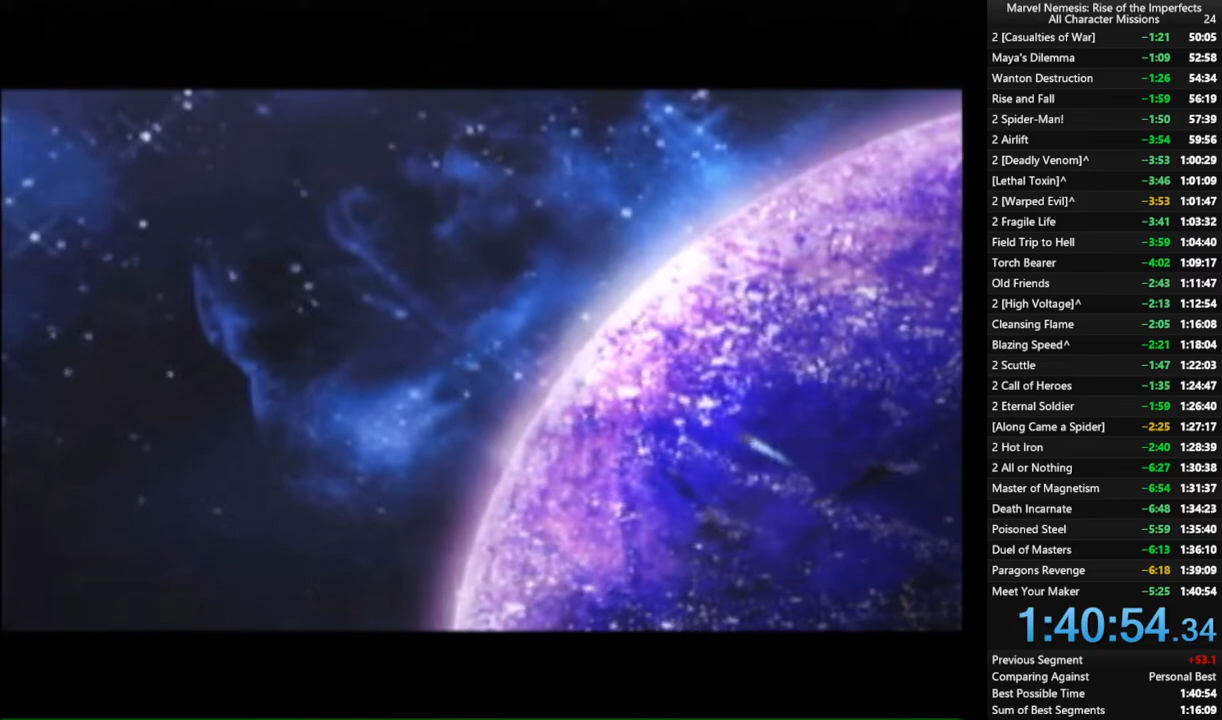 Marvel Nemesis: Rise of the Imperfects
All Character Missions 24
2 [Casualties of War] −1:21 50:05
Maya's Dilemma −1:09 52:58
Wanton Destruction −1:26 54:34
Rise and Fall −1:59 56:19
2 Spider-Man! −1:50 57:39
2 Airlift −3:54 59:56
2 [Deadly Venom]^ −3:53 1:00:29
[Lethal Toxin]^ −3:46 1:01:09
2 [Warped Evil]^ −3:53 1:01:47
2 Fragile Life −3:41 1:03:32
Field Trip to Hell −3:59 1:04:40
Torch Bearer −4:02 1:09:17
Old Friends −2:43 1:11:47
2 [High Voltage]^ −2:13 1:12:54
Cleansing Flame −2:05 1:16:08
Blazing Speed^ −2:21 1:18:04
2 Scuttle −1:47 1:22:03
2 Call of Heroes −1:35 1:24:47
2 Eternal Soldier −1:59 1:26:40
[Along Came a Spider] −2:25 1:27:17
2 Hot Iron −2:40 1:28:39
2 All or Nothing −6:27 1:30:38
Master of Magnetism −6:54 1:31:37
Death Incarnate −6:48 1:34:23
Poisoned Steel −5:59 1:35:40
Duel of Masters −6:13 1:36:10
Paragons Revenge −6:18 1:39:09
Meet Your Maker −5:25 1:40:54
1:40:54.34
Previous Segment +53.1
Comparing Against Personal Best
Best Possible Time 1:40:54
Sum of Best Segments 1:16:09